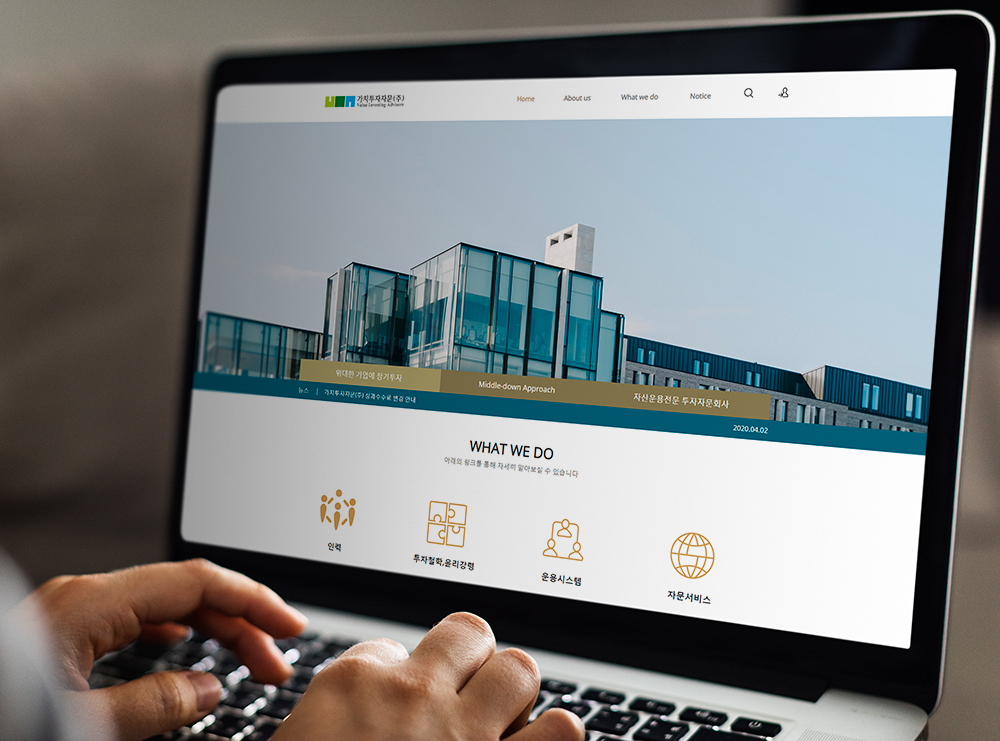 가치투자자문(주)
Value Investing Advisors
Home
About us
What we do
Notice
위대한 기업에 장기투자
Middle-down Approach
자산운용전문 투자자문회사
뉴스 | 가치투자자문(주) 성과수수료 변경 안내
2020.04.02
WHAT WE DO
아래의 링크를 통해 자세히 알아보실 수 있습니다
인력
투자철학,윤리강령
운용시스템
자문서비스